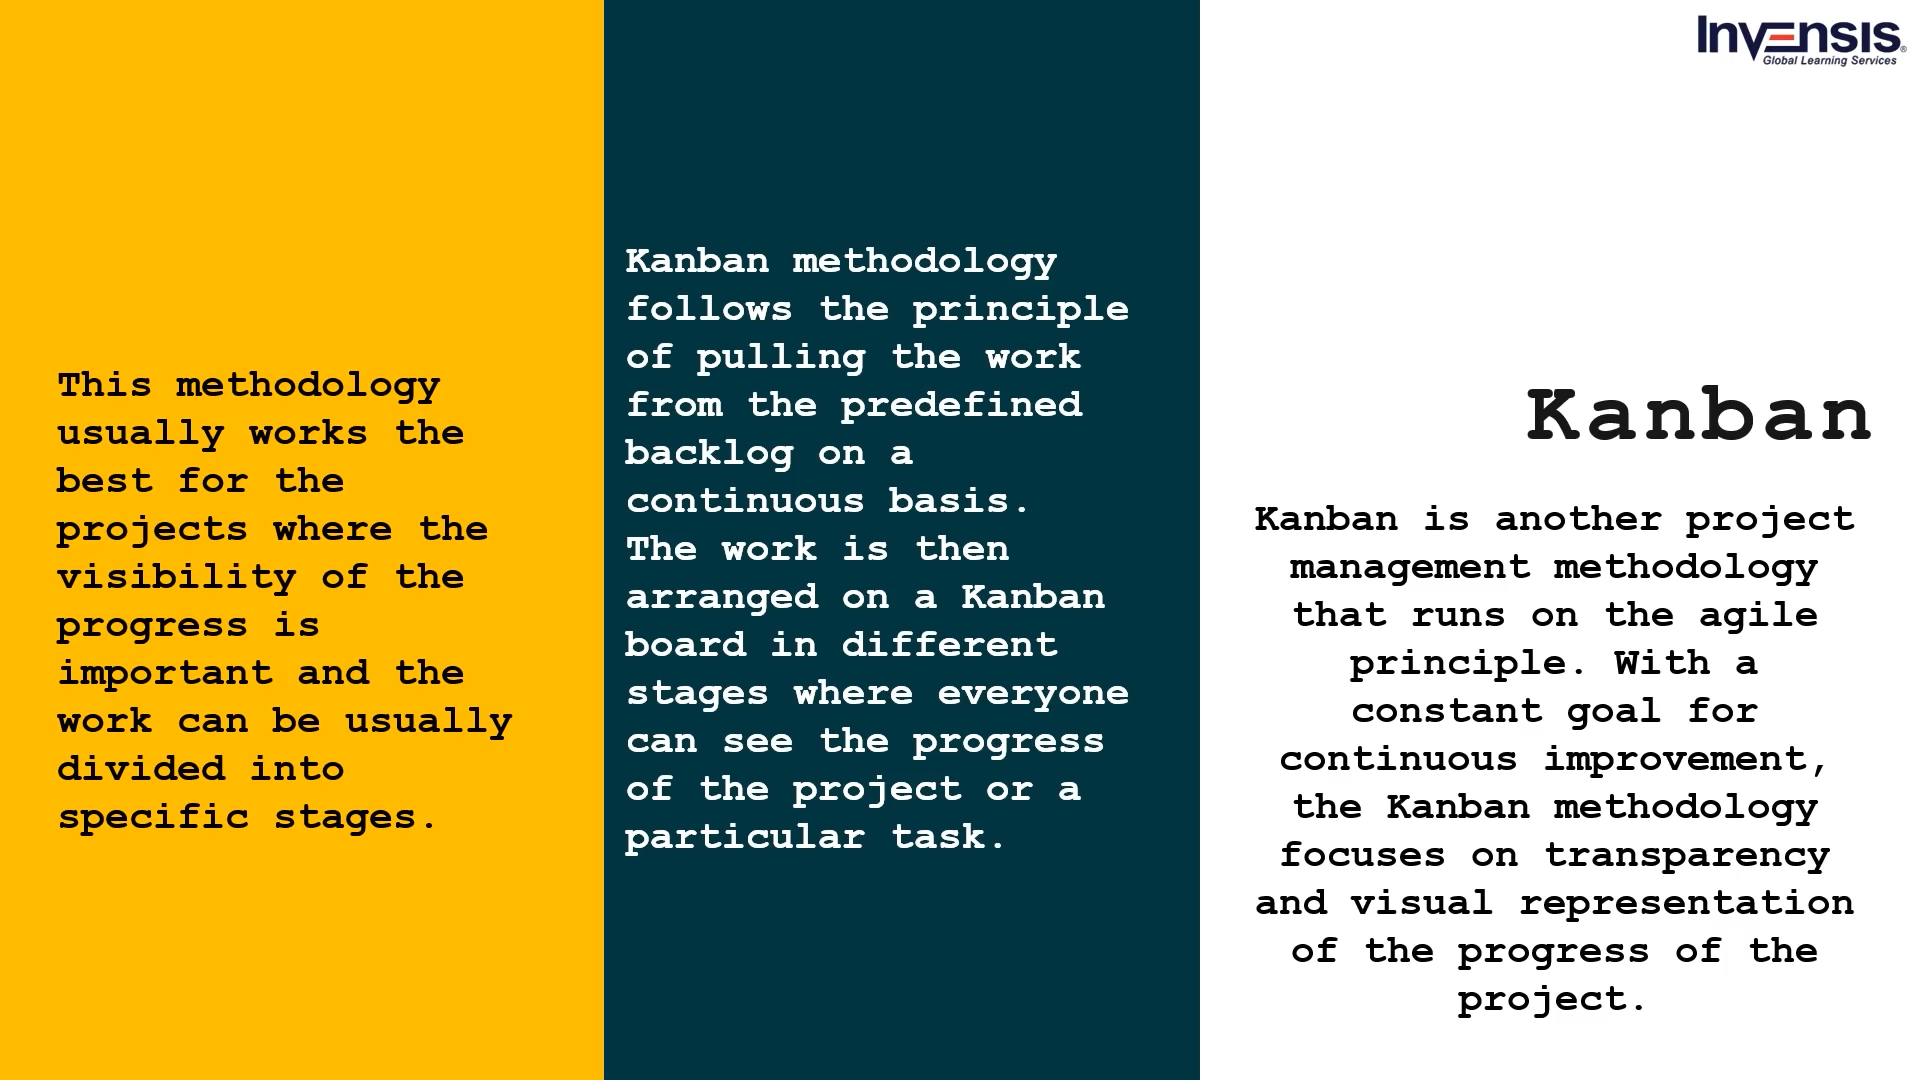 Invensis®
Global Learning Services
This methodology
usually works the
best for the
projects where the
visibility of the
progress is
important and the
work can be usually
divided into
specific stages.
Kanban methodology
follows the principle
of pulling the work
from the predefined
backlog on a
continuous basis.
The work is then
arranged on a Kanban
board in different
stages where everyone
can see the progress
of the project or a
particular task.
Kanban
Kanban is another project
management methodology
that runs on the agile
principle. With a
constant goal for
continuous improvement,
the Kanban methodology
focuses on transparency
and visual representation
of the progress of the
project.